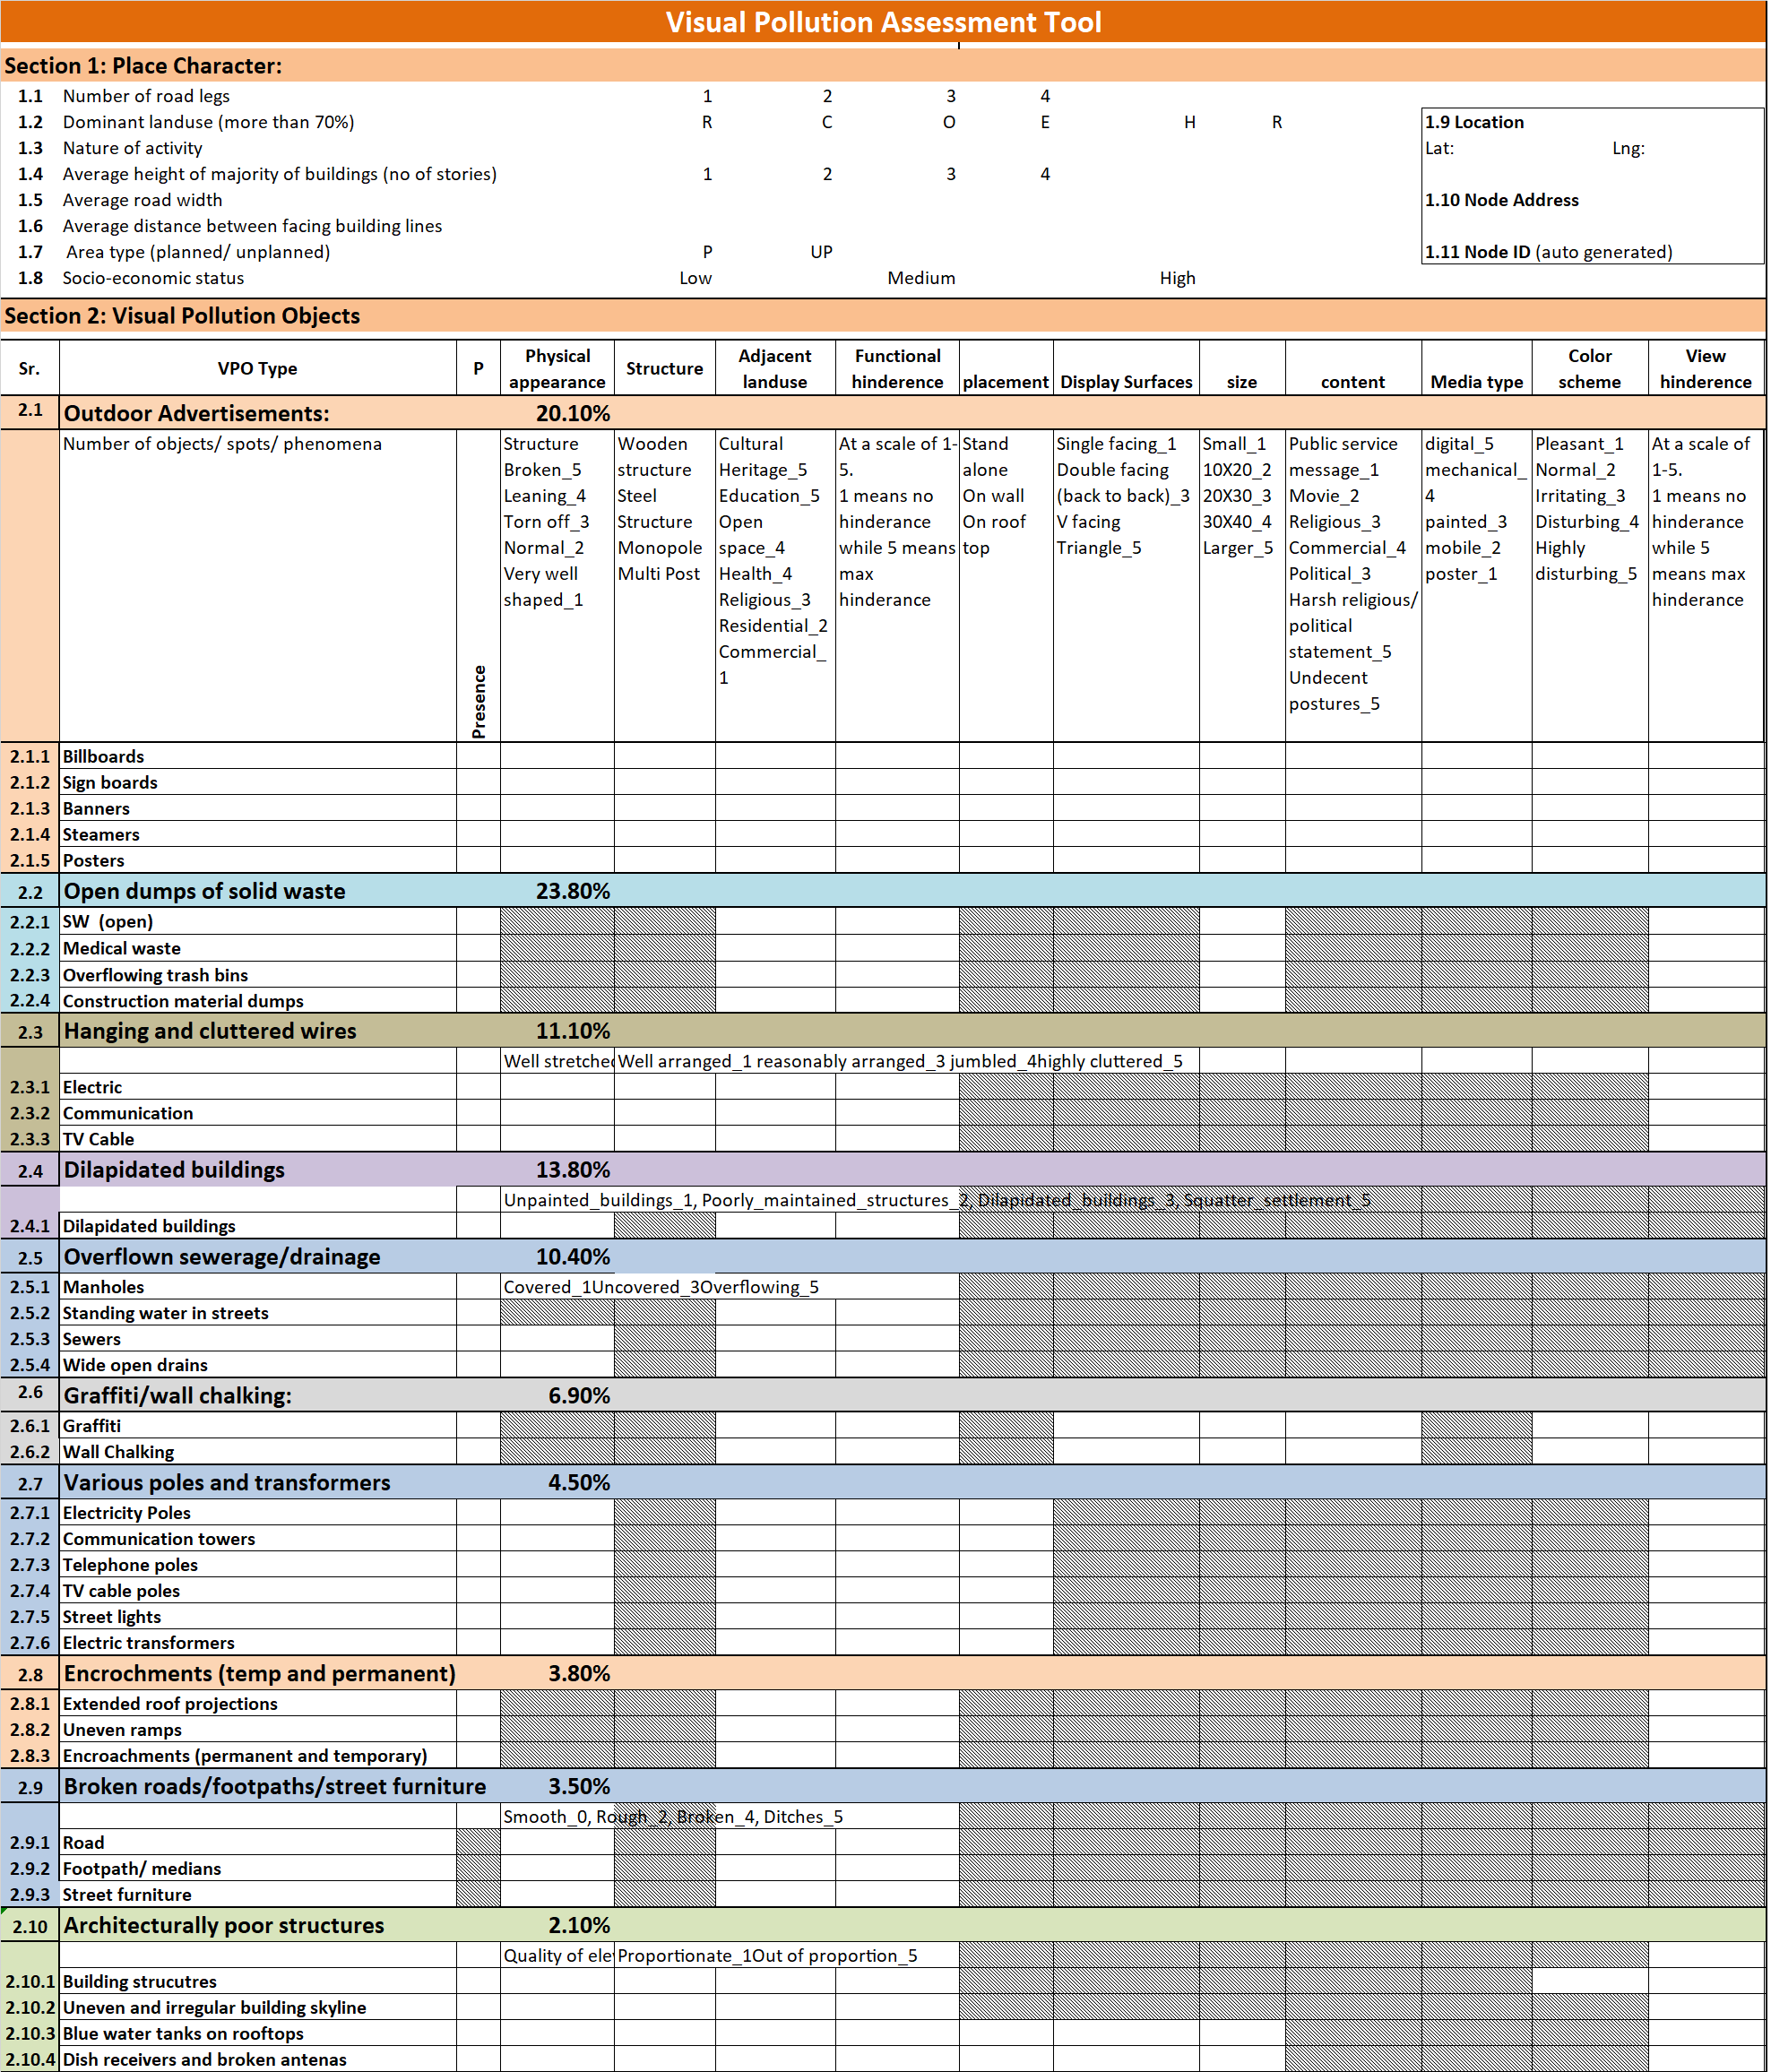 Visual Pollution Assessment Tool
Section 1: Place Character:
1.1 Number of road legs 1 2 3 4
1.2 Dominant landuse (more than 70%) R C O E H R
1.3 Nature of activity
1.4 Average height of majority of buildings (no of stories) 1 2 3 4
1.5 Average road width
1.6 Average distance between facing building lines
1.7 Area type (planned/ unplanned) P UP
1.8 Socio-economic status Low Medium High
1.9 Location
Lat: Lng:
1.10 Node Address
1.11 Node ID (auto generated)
Section 2: Visual Pollution Objects
Sr. VPO Type P Physical appearance Structure Adjacent landuse Functional hinderence placement Display Surfaces size content Media type Color scheme View hinderence
2.1 Outdoor Advertisements: 20.10%
Number of objects/ spots/ phenomena
Presence
Structure
Broken_5
Leaning_4
Torn off_3
Normal_2
Very well
shaped_1
Wooden
structure
Steel
Structure
Monopole
Multi Post
Cultural
Heritage_5
Education_5
Open
space_4
Health_4
Religious_3
Residential_2
Commercial_
1
At a scale of 1-
5.
1 means no
hinderance
while 5 means
max
hinderance
Stand
alone
On wall
On roof
top
Single facing_1
Double facing
(back to back)_3
V facing
Triangle_5
Small_1
10X20_2
20X30_3
30X40_4
Larger_5
Public service
message_1
Movie_2
Religious_3
Commercial_4
Political_3
Harsh religious/
political
statement_5
Undecent
postures_5
digital_5
mechanical_
4
painted_3
mobile_2
poster_1
Pleasant_1
Normal_2
Irritating_3
Disturbing_4
Highly
disturbing_5
At a scale of
1-5.
1 means no
hinderance
while 5
means max
hinderance
2.1.1 Billboards
2.1.2 Sign boards
2.1.3 Banners
2.1.4 Steamers
2.1.5 Posters
2.2 Open dumps of solid waste 23.80%
2.2.1 SW (open)
2.2.2 Medical waste
2.2.3 Overflowing trash bins
2.2.4 Construction material dumps
2.3 Hanging and cluttered wires 11.10%
Well stretched Well arranged_1 reasonably arranged_3 jumbled_4highly cluttered_5
2.3.1 Electric
2.3.2 Communication
2.3.3 TV Cable
2.4 Dilapidated buildings 13.80%
Unpainted_buildings_1, Poorly_maintained_structures_2, Dilapidated_buildings_3, Squatter_settlement_5
2.4.1 Dilapidated buildings
2.5 Overflown sewerage/drainage 10.40%
2.5.1 Manholes Covered_1Uncovered_3Overflowing_5
2.5.2 Standing water in streets
2.5.3 Sewers
2.5.4 Wide open drains
2.6 Graffiti/wall chalking: 6.90%
2.6.1 Graffiti
2.6.2 Wall Chalking
2.7 Various poles and transformers 4.50%
2.7.1 Electricity Poles
2.7.2 Communication towers
2.7.3 Telephone poles
2.7.4 TV cable poles
2.7.5 Street lights
2.7.6 Electric transformers
2.8 Encrochments (temp and permanent) 3.80%
2.8.1 Extended roof projections
2.8.2 Uneven ramps
2.8.3 Encroachments (permanent and temporary)
2.9 Broken roads/footpaths/street furniture 3.50%
Smooth_0, Rough_2, Broken_4, Ditches_5
2.9.1 Road
2.9.2 Footpath/ medians
2.9.3 Street furniture
2.10 Architecturally poor structures 2.10%
Quality of ele Proportionate_1Out of proportion_5
2.10.1 Building strucutres
2.10.2 Uneven and irregular building skyline
2.10.3 Blue water tanks on rooftops
2.10.4 Dish receivers and broken antenas